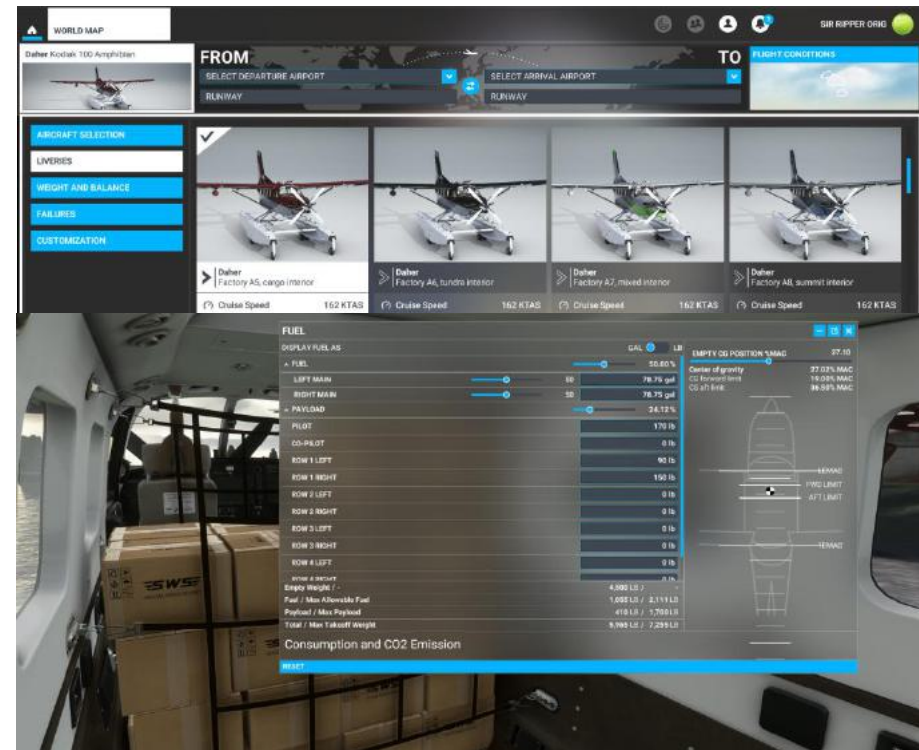 WORLD MAP
SIR RIPPER ORIG
Daher Kodiak 100 Amphibian
FROM
TO
FLIGHT CONDITIONS
SELECT DEPARTURE AIRPORT
SELECT ARRIVAL AIRPORT
RUNWAY
RUNWAY
AIRCRAFT SELECTION
LIVERIES
WEIGHT AND BALANCE
FAILURES
CUSTOMIZATION
Daher
Factory A5, cargo interior
Cruise Speed 162 KTAS
Daher
Factory A6, tundra interior
Cruise Speed 162 KTAS
Daher
Factory A7, mixed interior
Cruise Speed 162 KTAS
Daher
Factory A8, summit interior
Cruise Speed 162 KTAS
FUEL
DISPLAY FUEL AS GAL LB
FUEL 50.00 %
LEFT MAIN 50 78.75 gal
RIGHT MAIN 50 78.75 gal
PAYLOAD 24.12 %
PILOT 170 lb
CO-PILOT 0 lb
ROW 1 LEFT 90 lb
ROW 1 RIGHT 150 lb
ROW 2 LEFT 0 lb
ROW 2 RIGHT 0 lb
ROW 3 LEFT 0 lb
ROW 3 RIGHT 0 lb
ROW 4 LEFT 0 lb
ROW 4 RIGHT 0 lb
Empty Weight / -
Fuel / Max Allowable Fuel 2,111 LB
Payload / Max Payload 410 LB /
Total / Max Takeoff Weight 7,255 LB
Consumption and CO2 Emission
RESET
EMPTY CG POSITION %MAC 27.10
Center of gravity 27.02% MAC
CG forward limit
CG aft limit
LEMAC
FWD LIMIT
AFT LIMIT
TEMAC
SWS